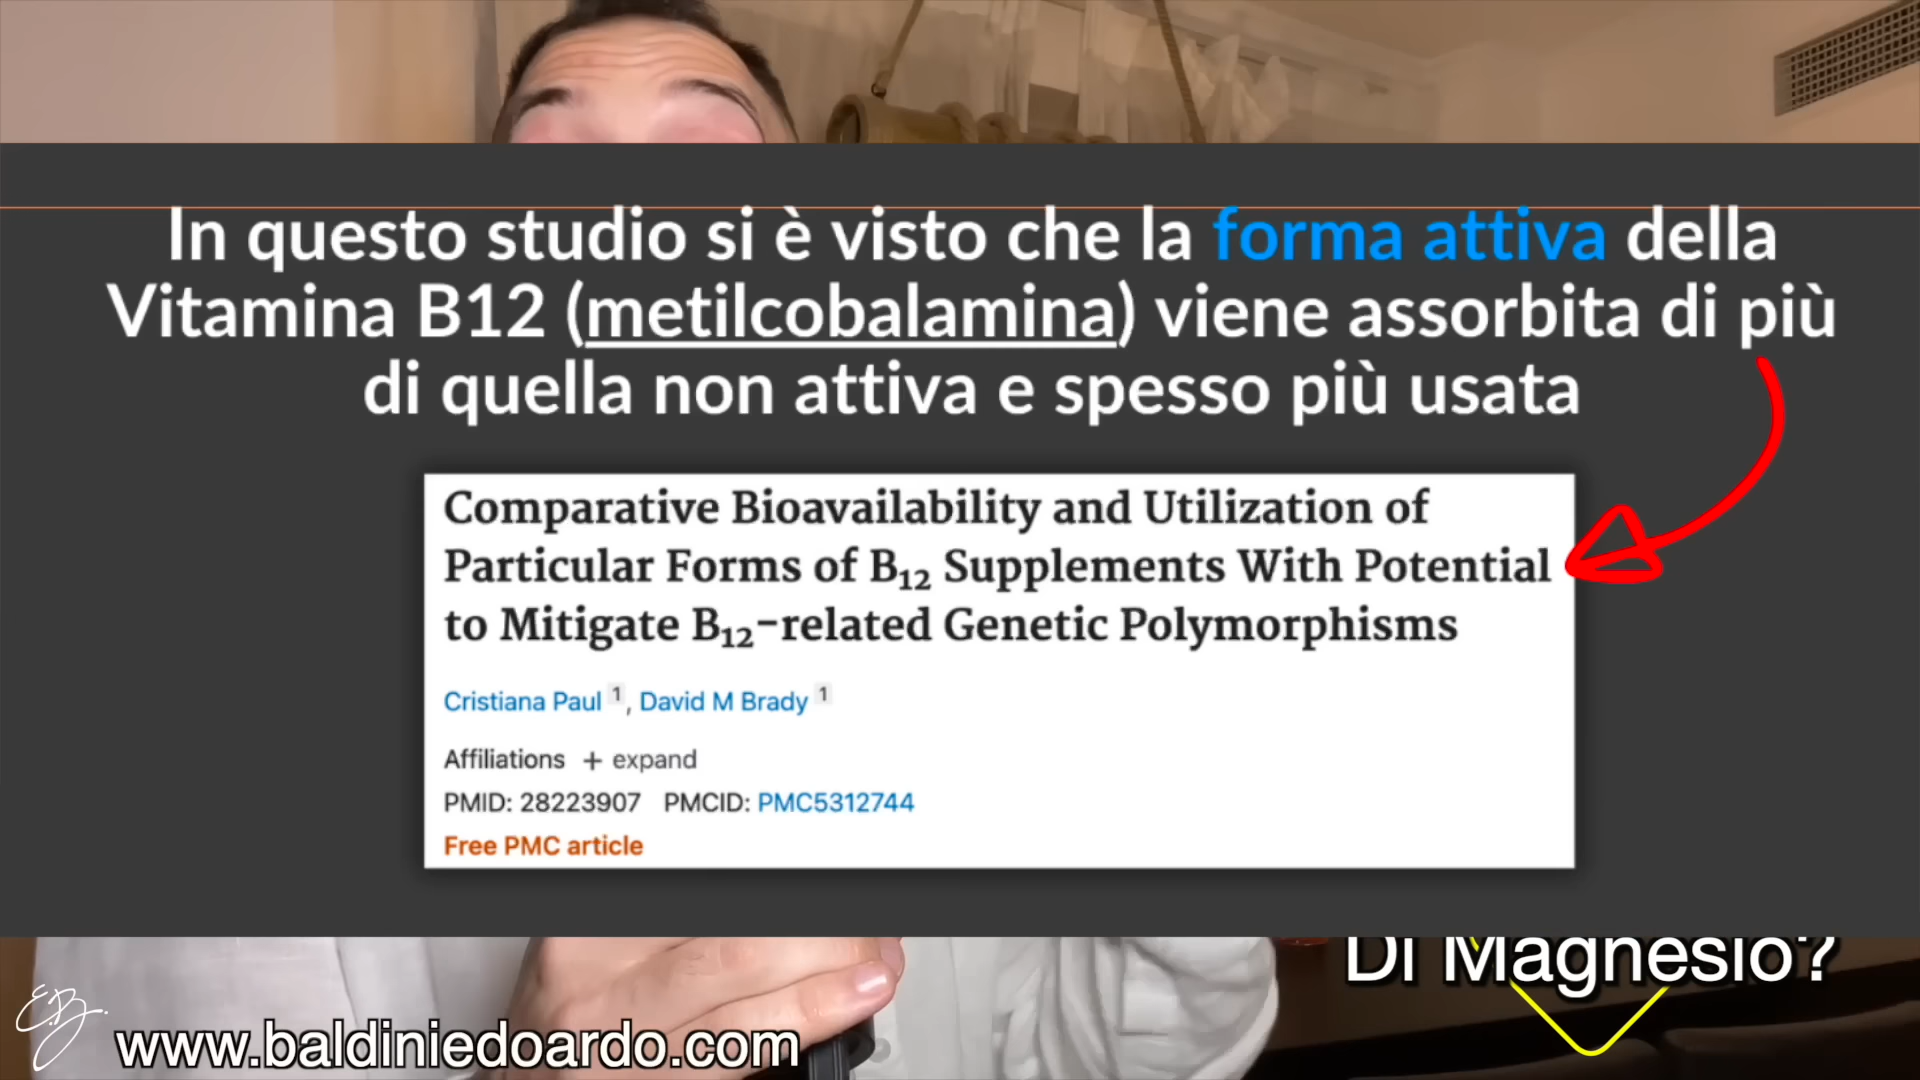 In questo studio si è visto che la forma attiva della
Vitamina B12 (metilcobalamina) viene assorbita di più
di quella non attiva e spesso più usata
Comparative Bioavailability and Utilization of
Particular Forms of B₁₂ Supplements With Potential
to Mitigate B₁₂-related Genetic Polymorphisms
Cristiana Paul ¹, David M Brady ¹
Affiliations + expand
PMID: 28223907 PMCID: PMC5312744
Free PMC article
Di Magnesio?
E.B.
www.baldiniedoardo.com